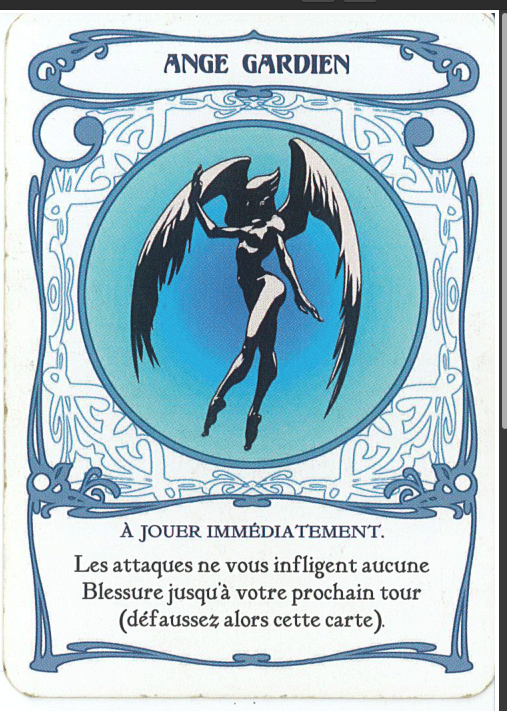 ANGE GARDIEN
À JOUER IMMÉDIATEMENT.
Les attaques ne vous infligent aucune
Blessure jusqu'à votre prochain tour
(défaussez alors cette carte).